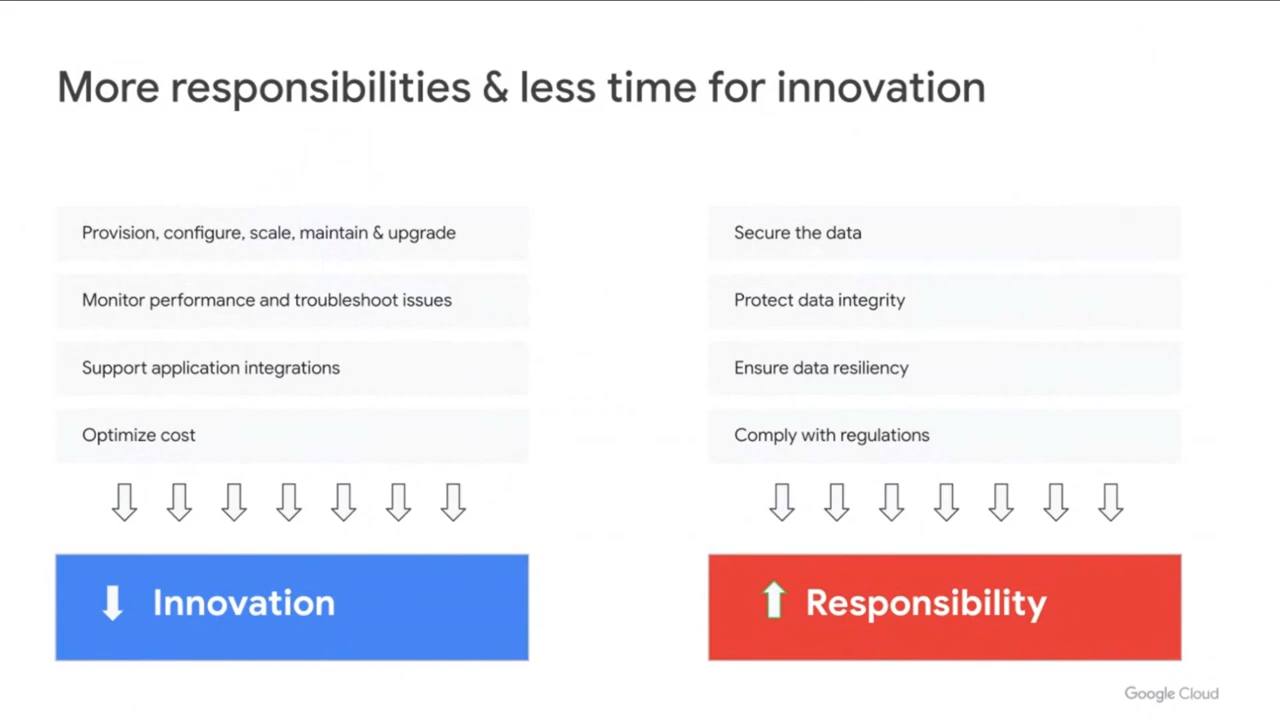 More responsibilities & less time for innovation
Provision, configure, scale, maintain & upgrade
Monitor performance and troubleshoot issues
Support application integrations
Optimize cost
Innovation
Secure the data
Protect data integrity
Ensure data resiliency
Comply with regulations
Responsibility
Google Cloud